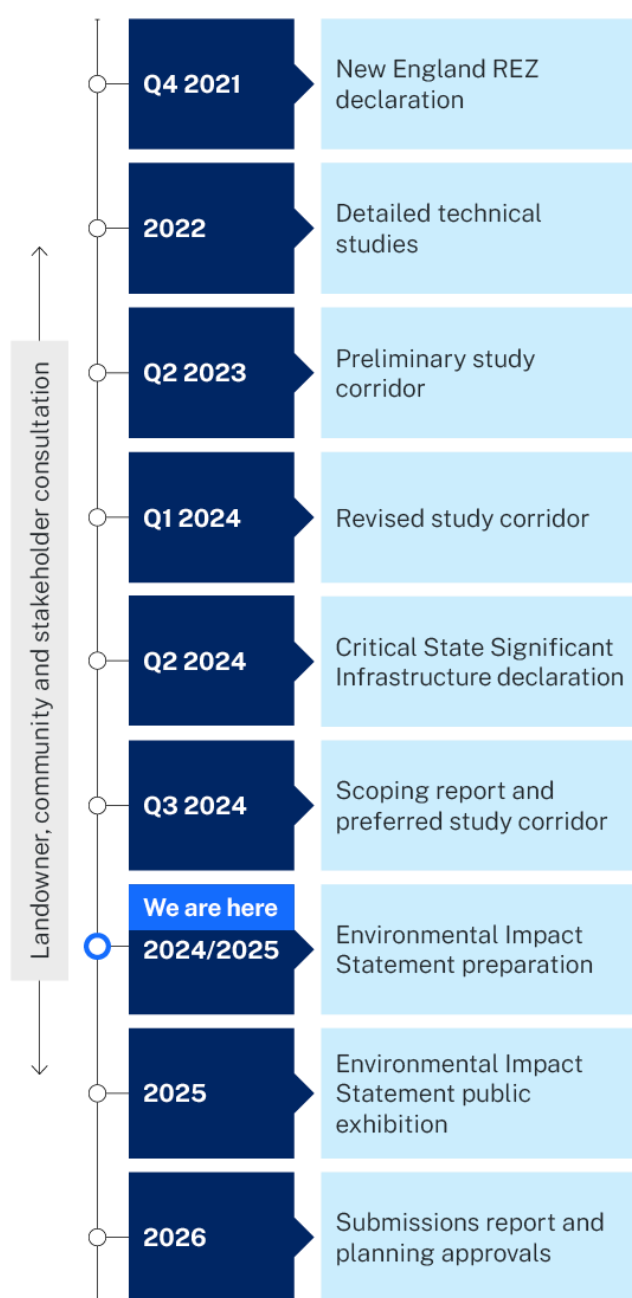 Landowner, community and stakeholder consultation
Q4 2021
New England REZ
declaration
2022
Detailed technical
studies
Q2 2023
Preliminary study
corridor
Q1 2024
Revised study corridor
Q2 2024
Critical State Significant
Infrastructure declaration
Q3 2024
Scoping report and
preferred study corridor
We are here
2024/2025
Environmental Impact
Statement preparation
2025
Environmental Impact
Statement public
exhibition
2026
Submissions report and
planning approvals